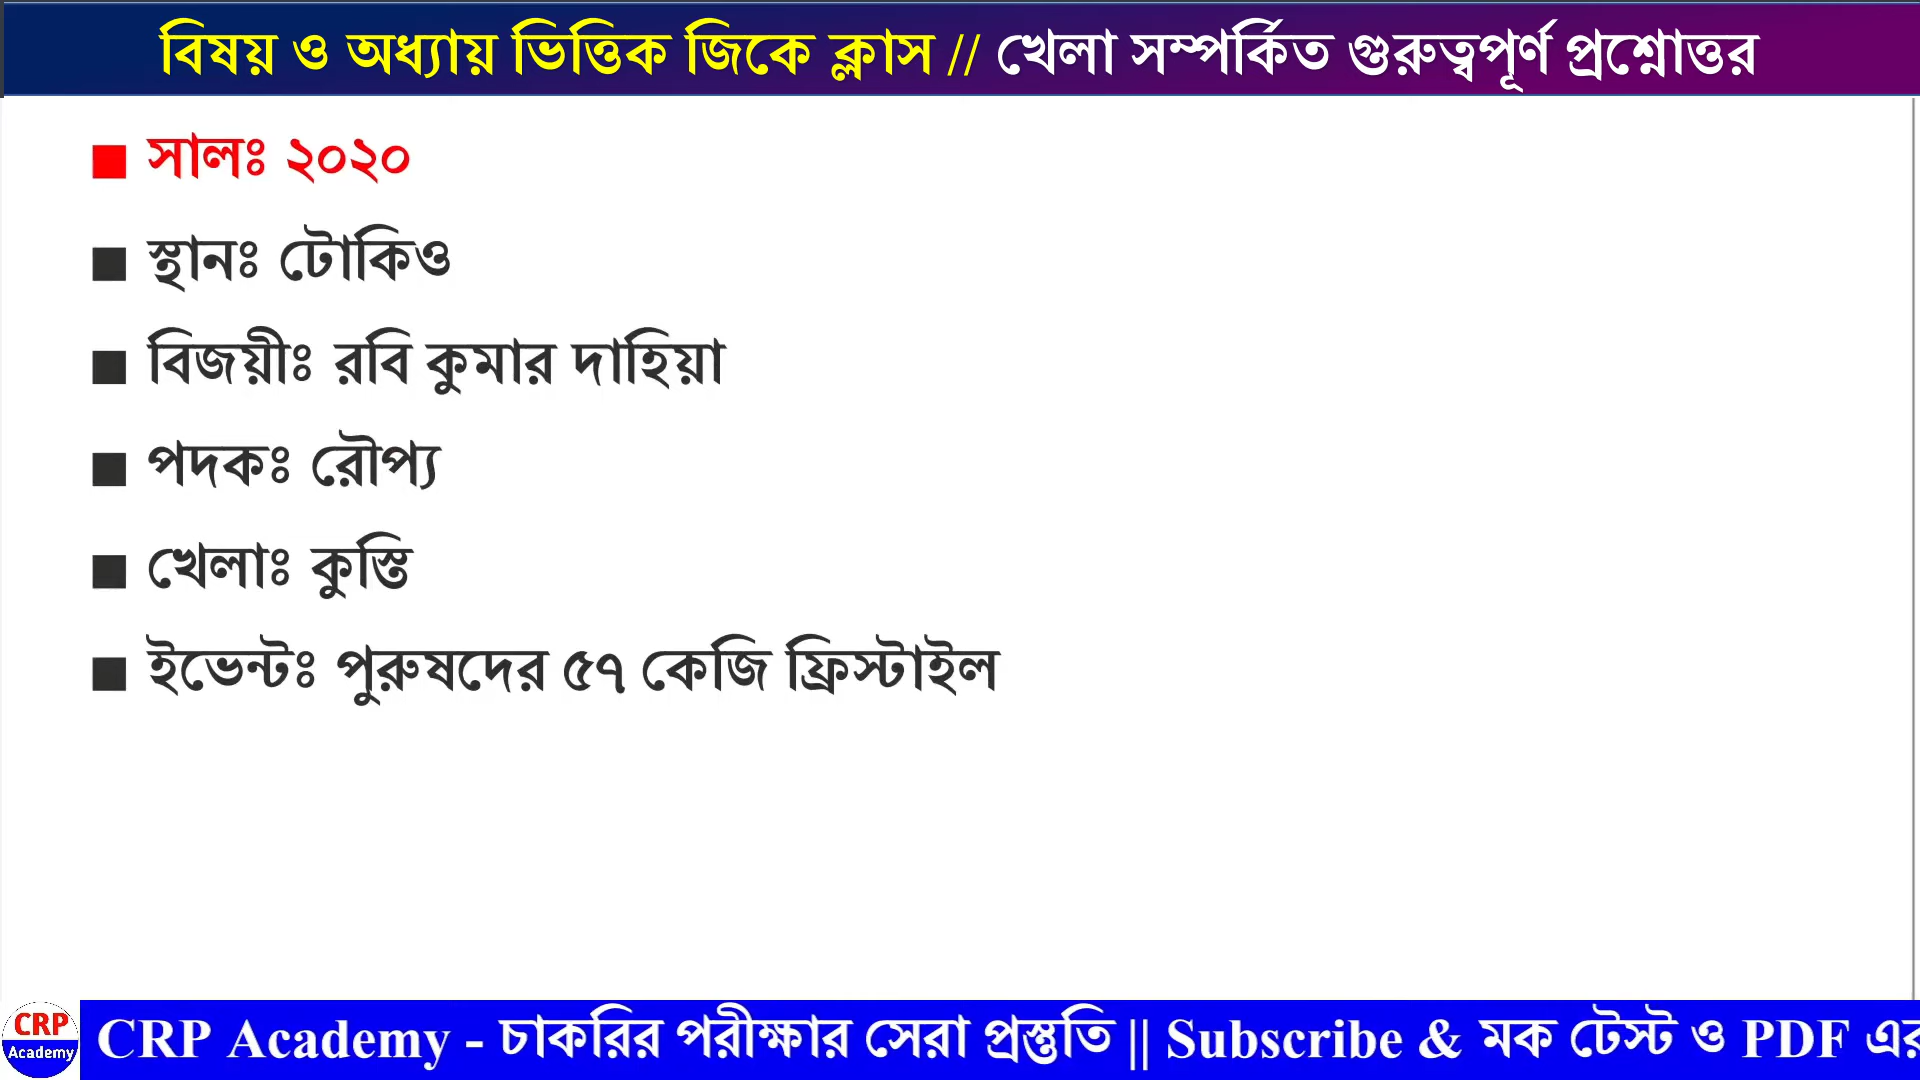 বিষয় ও অধ্যায় ভিত্তিক জিকে ক্লাস // খেলা সম্পর্কিত গুরুত্বপূর্ণ প্রশ্নোত্তর
সালঃ ২০২০
স্থানঃ টোকিও
বিজয়ীঃ রবি কুমার দাহিয়া
পদকঃ রৌপ্য
খেলাঃ কুস্তি
ইভেন্টঃ পুরুষদের ৫৭ কেজি ফ্রিস্টাইল
CRP
Academy
CRP Academy - চাকরির পরীক্ষার সেরা প্রস্তুতি || Subscribe & মক টেস্ট ও PDF এর